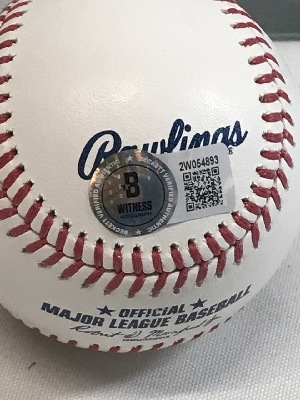 Rawlings
BECKETT VERIFIED AUTHENTIC
B
WITNESS
2W054893
OFFICIAL
MAJOR LEAGUE BASEBALL